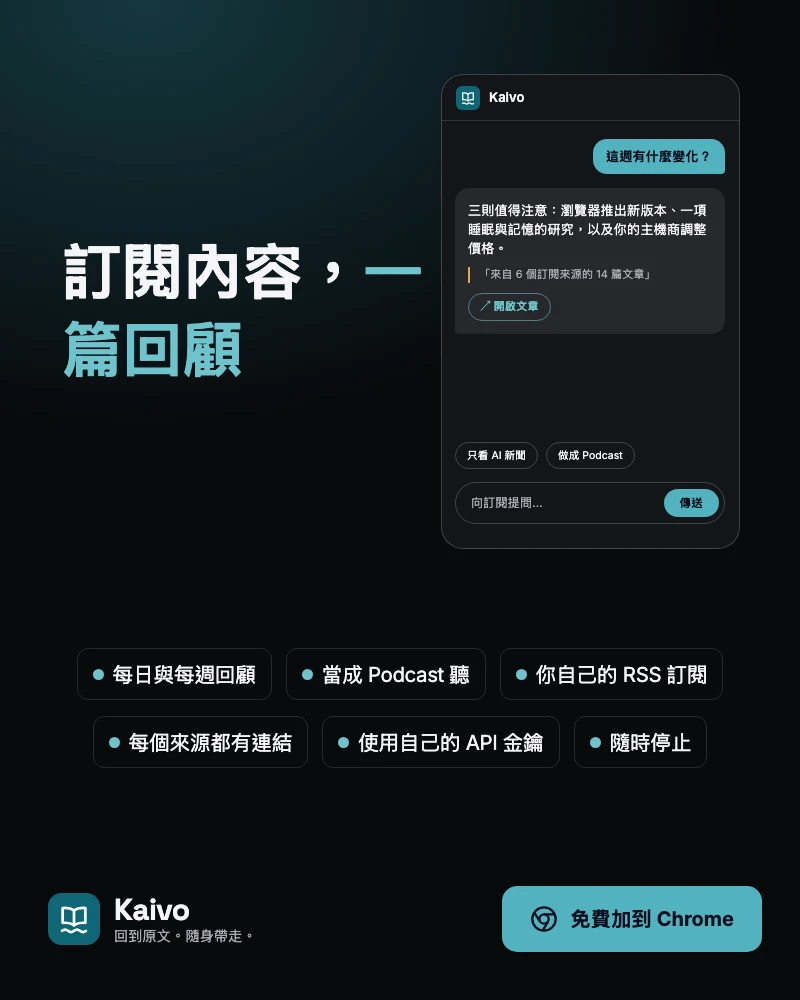 訂閱內容，一
篇回顧
Kaivo
這週有什麼變化？
三則值得注意：瀏覽器推出新版本、一項
睡眠與記憶的研究，以及你的主機商調整
價格。
「來自 6 個訂閱來源的 14 篇文章」
↗ 開啟文章
只看 AI 新聞
做成 Podcast
向訂閱提問...
傳送
每日與每週回顧
當成 Podcast 聽
你自己的 RSS 訂閱
每個來源都有連結
使用自己的 API 金鑰
隨時停止
Kaivo
回到原文。隨身帶走。
免費加到 Chrome